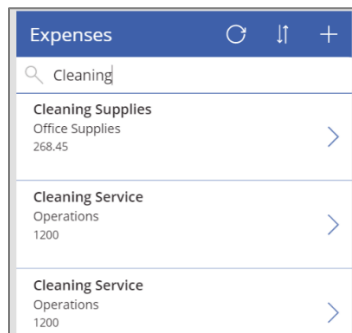 Expenses
Cleaning
Cleaning Supplies
Office Supplies
268.45
Cleaning Service
Operations
1200
Cleaning Service
Operations
1200